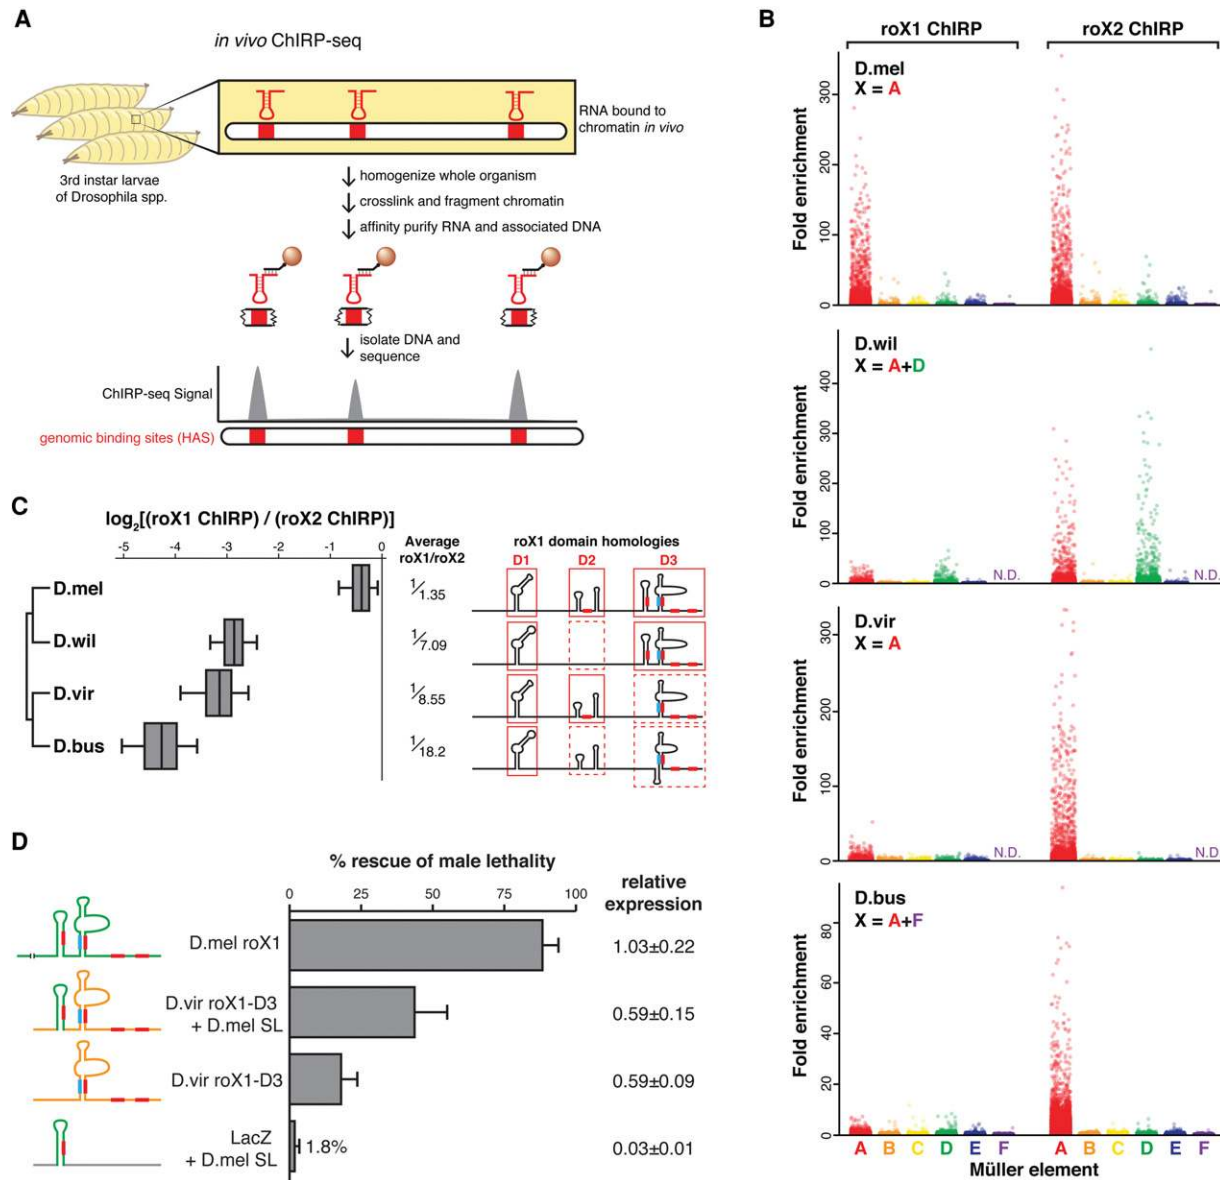 A
in vivo ChIRP-seq
RNA bound to
chromatin in vivo
3rd instar larvae
of Drosophila spp.
homogenize whole organism
crosslink and fragment chromatin
affinity purify RNA and associated DNA
isolate DNA and
sequence
ChIRP-seq Signal
genomic binding sites (HAS)
B
roX1 ChIRP
roX2 ChIRP
D.mel
X = A
Fold enrichment
300
200
100
0
D.wil
X = A+D
Fold enrichment
400
300
200
100
0
N.D.
N.D.
D.vir
X = A
Fold enrichment
300
200
100
0
N.D.
N.D.
D.bus
X = A+F
Fold enrichment
80
60
40
20
0
A B C D E F
A B C D E F
Müller element
C
log2[(roX1 ChIRP) / (roX2 ChIRP)]
-5 -4 -3 -2 -1 0
Average
roX1/roX2
roX1 domain homologies
D1 D2 D3
D.mel
1/1.35
D.wil
1/7.09
D.vir
1/8.55
D.bus
1/18.2
D
% rescue of male lethality
0 25 50 75 100
relative
expression
D.mel roX1
1.03±0.22
D.vir roX1-D3
+ D.mel SL
0.59±0.15
D.vir roX1-D3
0.59±0.09
LacZ
+ D.mel SL
1.8%
0.03±0.01